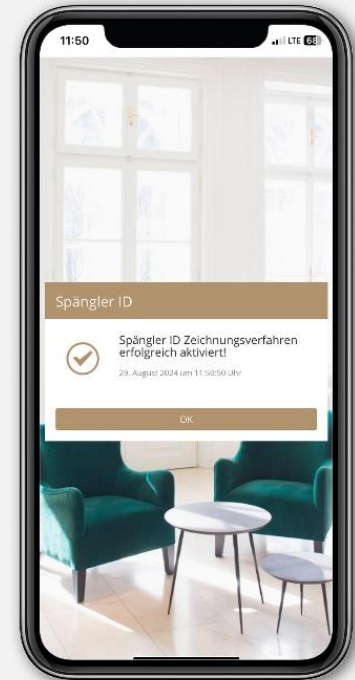 11:50
LTE 68
Spängler ID
Spängler ID Zeichnungsverfahren
erfolgreich aktiviert!
29. August 2024 um 11:50:50 Uhr
OK